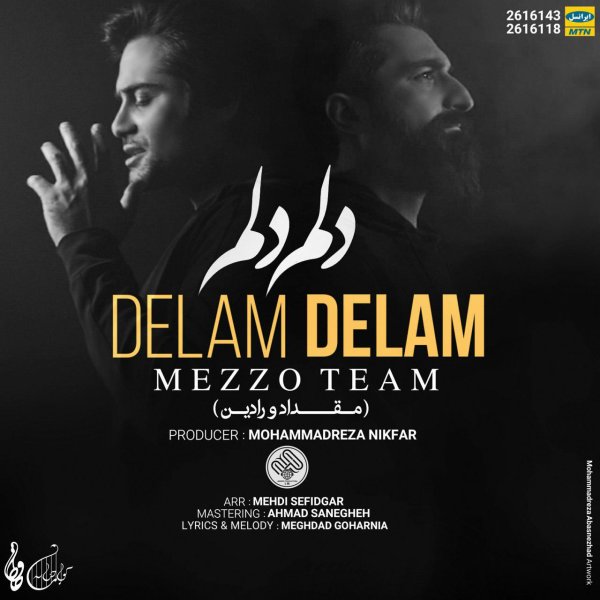 2616143
2616118
ایرانسل
MTN
دلم دلم
DELAM DELAM
MEZZO TEAM
(مقداد و رادین)
PRODUCER : MOHAMMADREZA NIKFAR
ARR : MEHDI SEFIDGAR
MASTERING : AHMAD SANEGHEH
LYRICS & MELODY : MEGHDAD GOHARNIA
Mohammadreza Abasnezhad Artwork